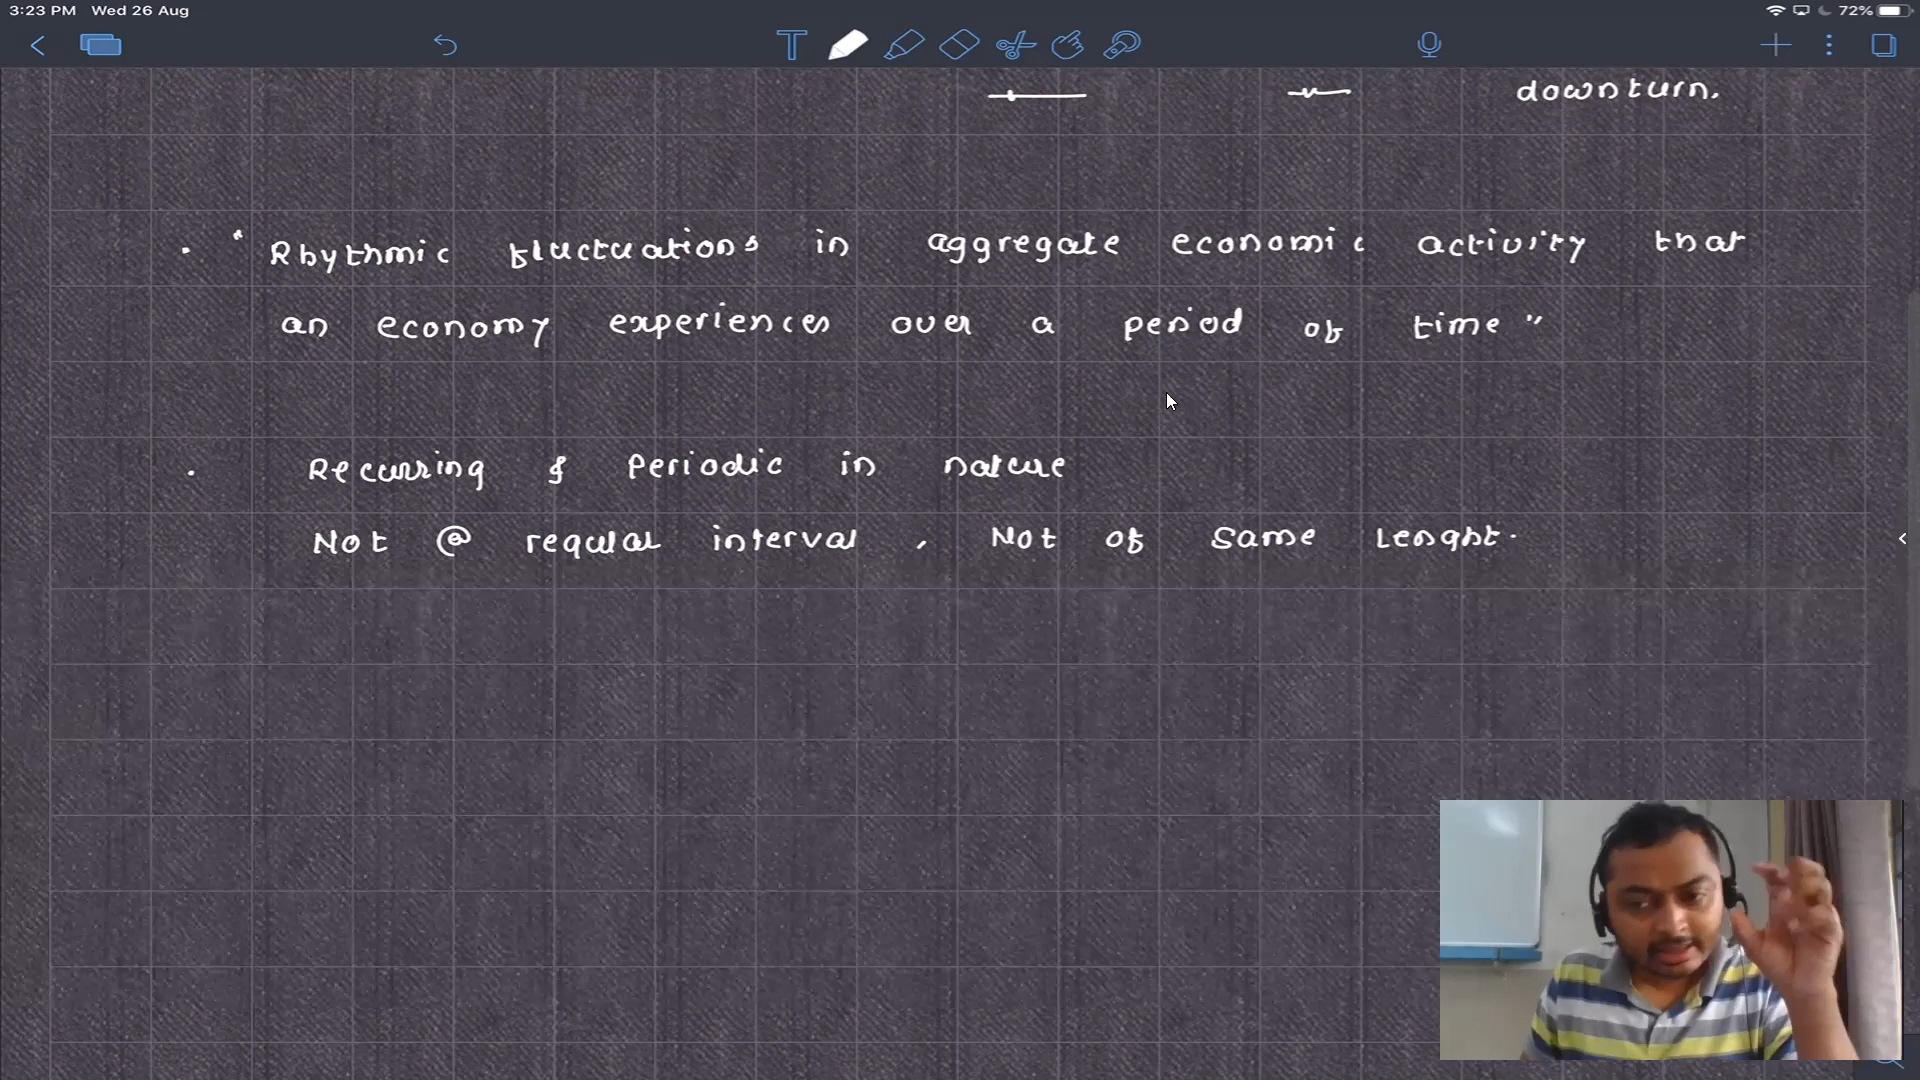 3:23 PM Wed 26 Aug
72%
T
downturn.
. " Rhythmic fluctuations in aggregate economic activity that
an economy experiences over a period of time "
. Recurring & Periodic in nature
Not @ regular interval , Not of same Lenght.